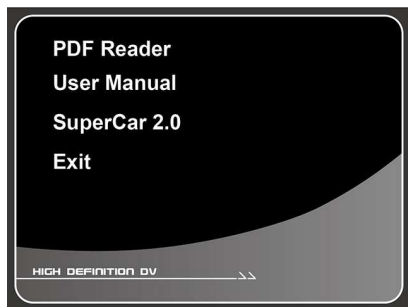 PDF Reader
User Manual
SuperCar 2.0
Exit
HIGH DEFINITION DV